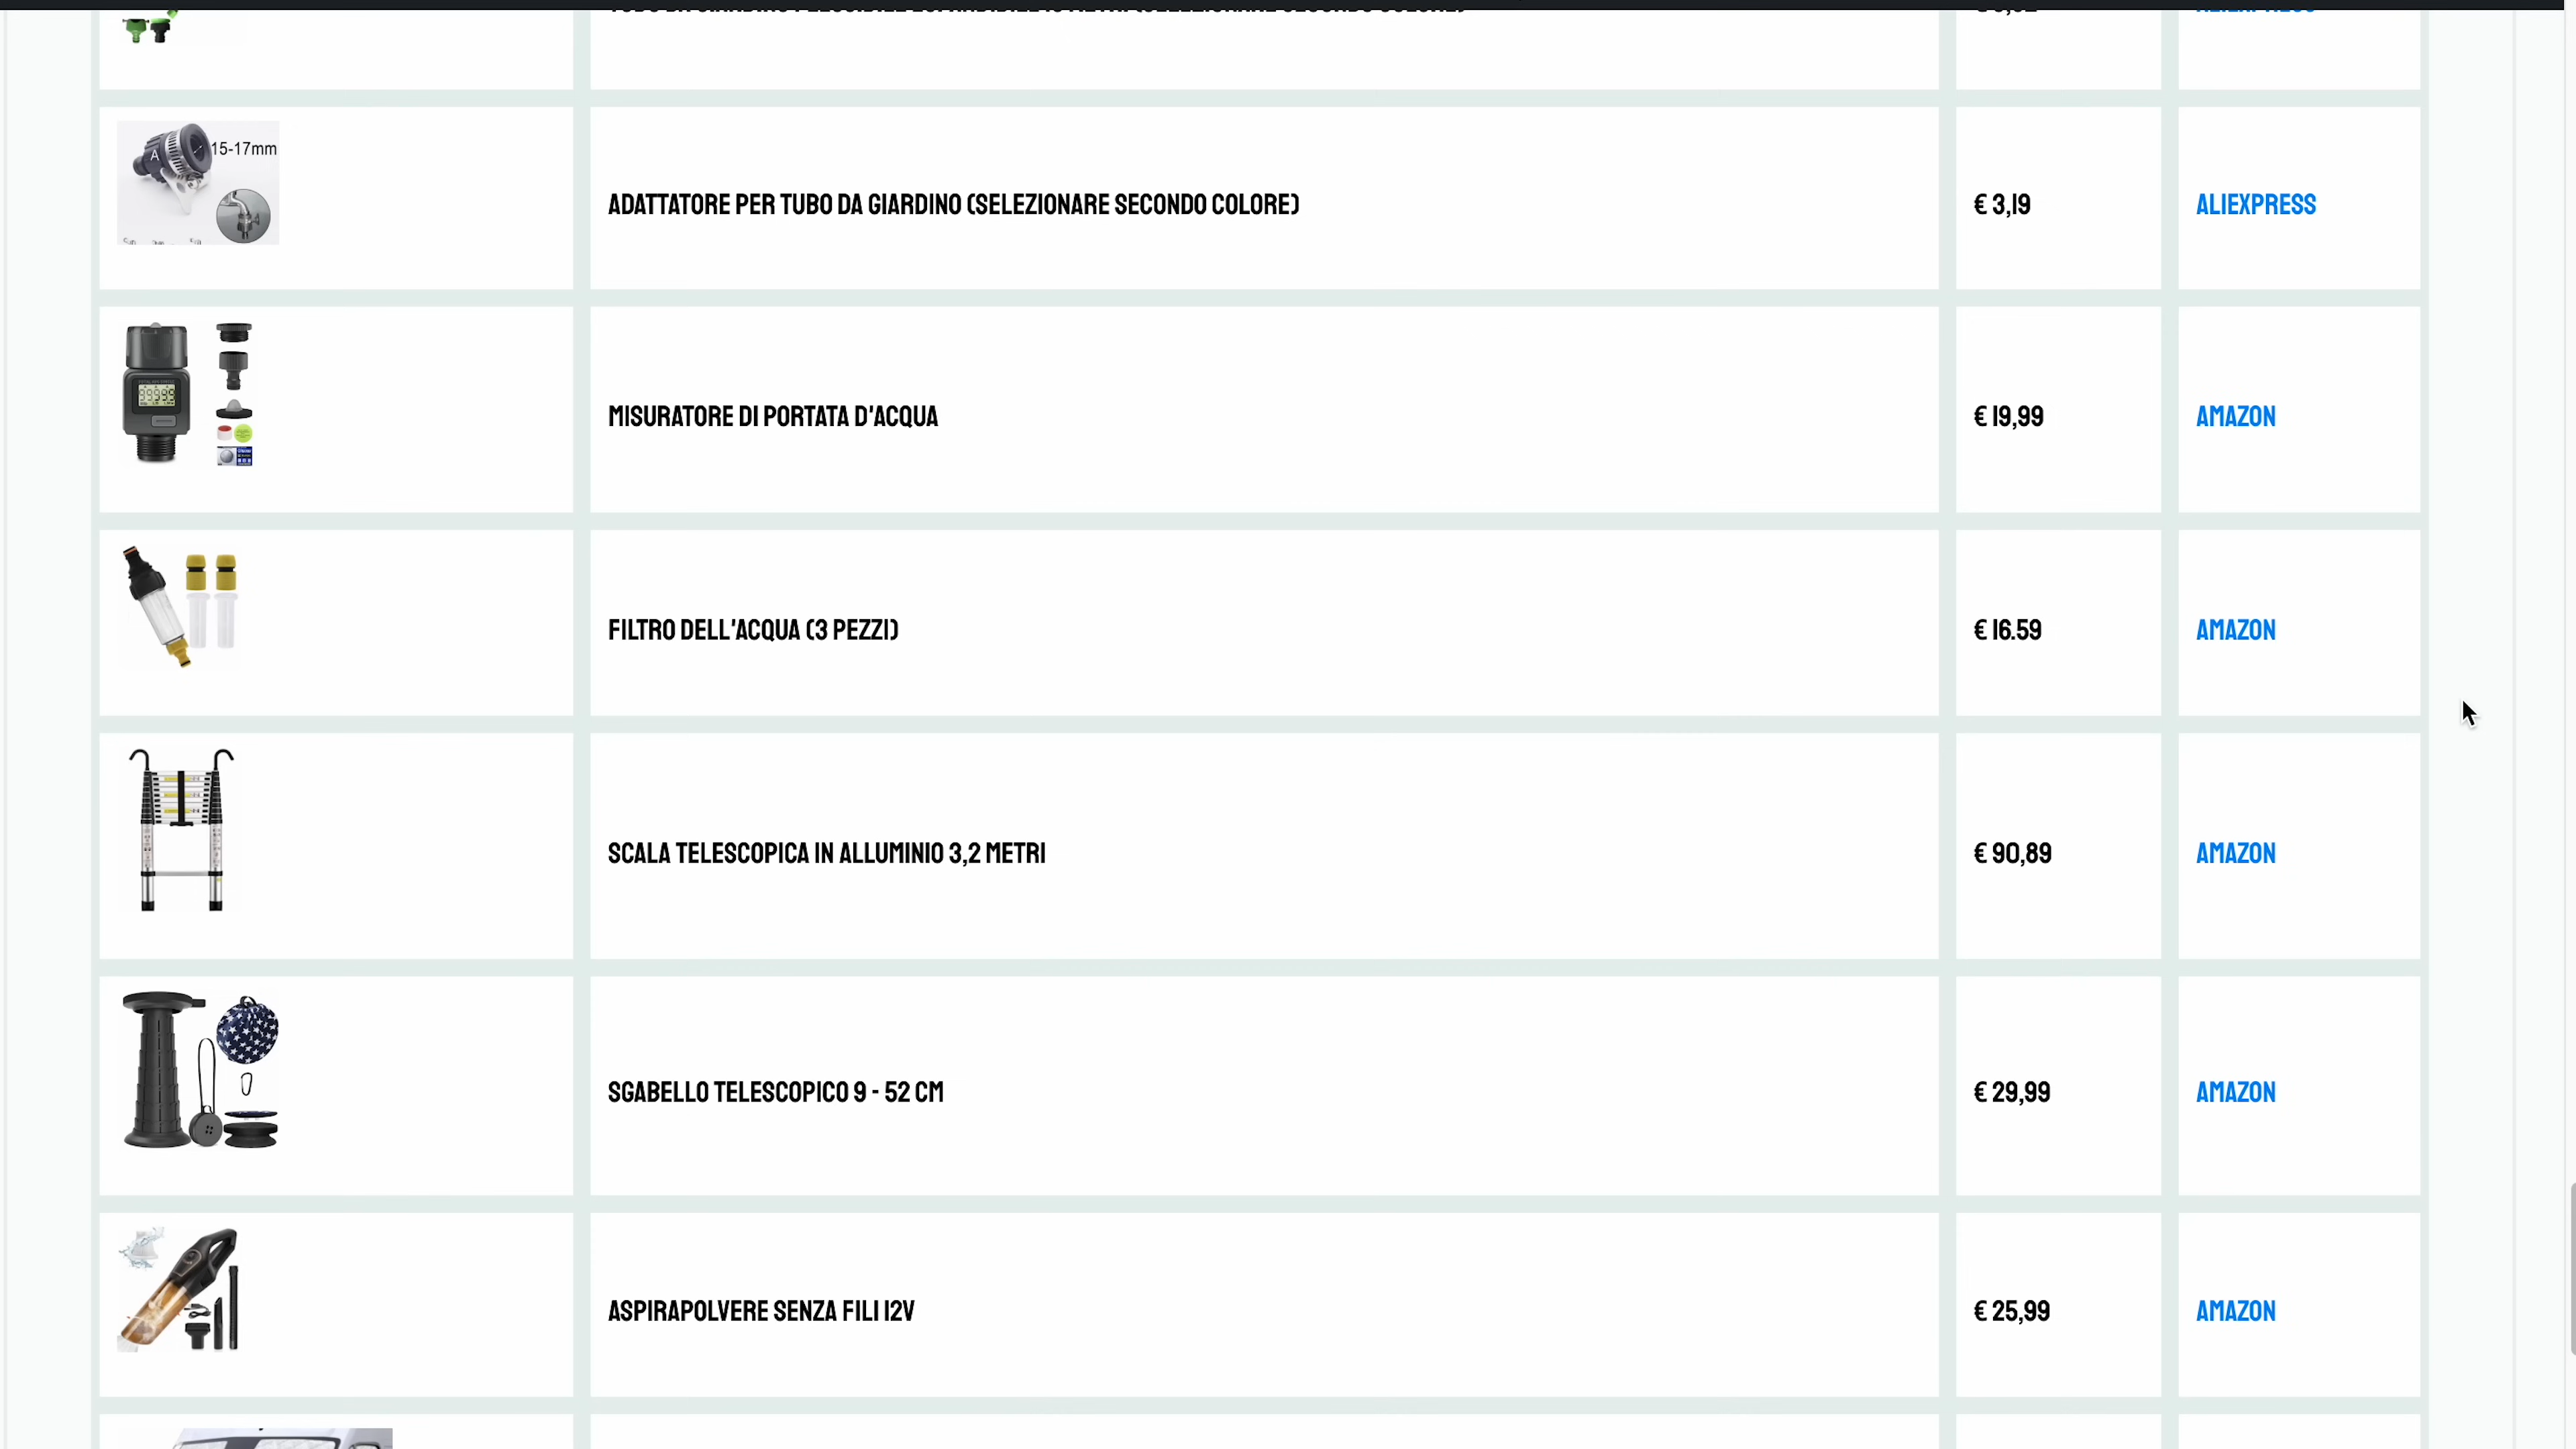 15-17mm
A
ADATTATORE PER TUBO DA GIARDINO (SELEZIONARE SECONDO COLORE)
€ 3,19
ALIEXPRESS
MISURATORE DI PORTATA D'ACQUA
€ 19,99
AMAZON
FILTRO DELL'ACQUA (3 PEZZI)
€ 16.59
AMAZON
SCALA TELESCOPICA IN ALLUMINIO 3,2 METRI
€ 90,89
AMAZON
SGABELLO TELESCOPICO 9 - 52 CM
€ 29,99
AMAZON
ASPIRAPOLVERE SENZA FILI 12V
€ 25,99
AMAZON